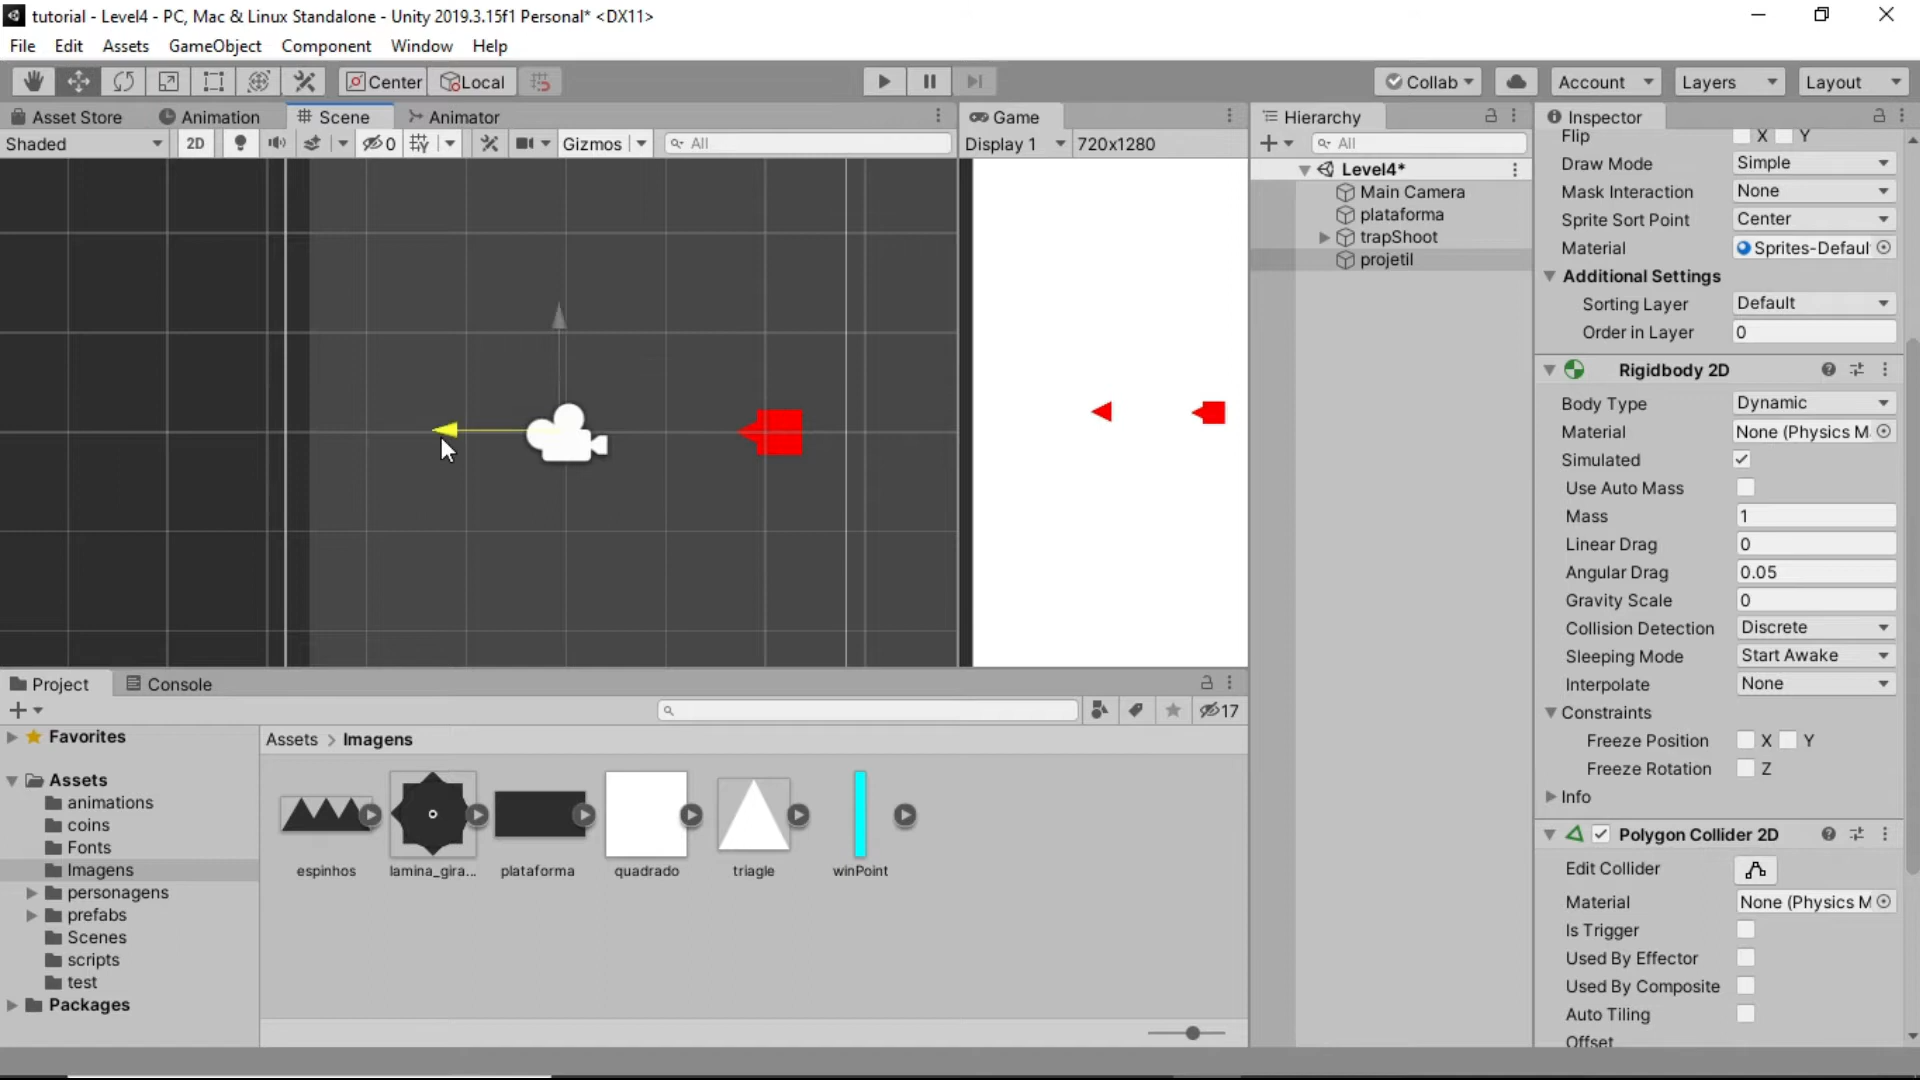 tutorial - Level4 - PC, Mac & Linux Standalone - Unity 2019.3.15f1 Personal* <DX11>
File Edit Assets GameObject Component Window Help
Center Local Collab Account Layers Layout
Asset Store Animation Scene Animator
Shaded 2D 0 Gizmos All
Game
Display 1 720x1280
Hierarchy
All
Level4*
Main Camera
plataforma
trapShoot
projetil
Inspector
Flip X Y
Draw Mode Simple
Mask Interaction None
Sprite Sort Point Center
Material Sprites-Defaul
Additional Settings
Sorting Layer Default
Order in Layer 0
Rigidbody 2D
Body Type Dynamic
Material None (Physics M
Simulated
Use Auto Mass
Mass 1
Linear Drag 0
Angular Drag 0.05
Gravity Scale 0
Collision Detection Discrete
Sleeping Mode Start Awake
Interpolate None
Constraints
Freeze Position X Y
Freeze Rotation Z
Info
Polygon Collider 2D
Edit Collider
Material None (Physics M
Is Trigger
Used By Effector
Used By Composite
Auto Tiling
Offset
Project Console
17
Favorites
Assets
animations
coins
Fonts
Imagens
personagens
prefabs
Scenes
scripts
test
Packages
Assets > Imagens
espinhos lamina_gira... plataforma quadrado triagle winPoint